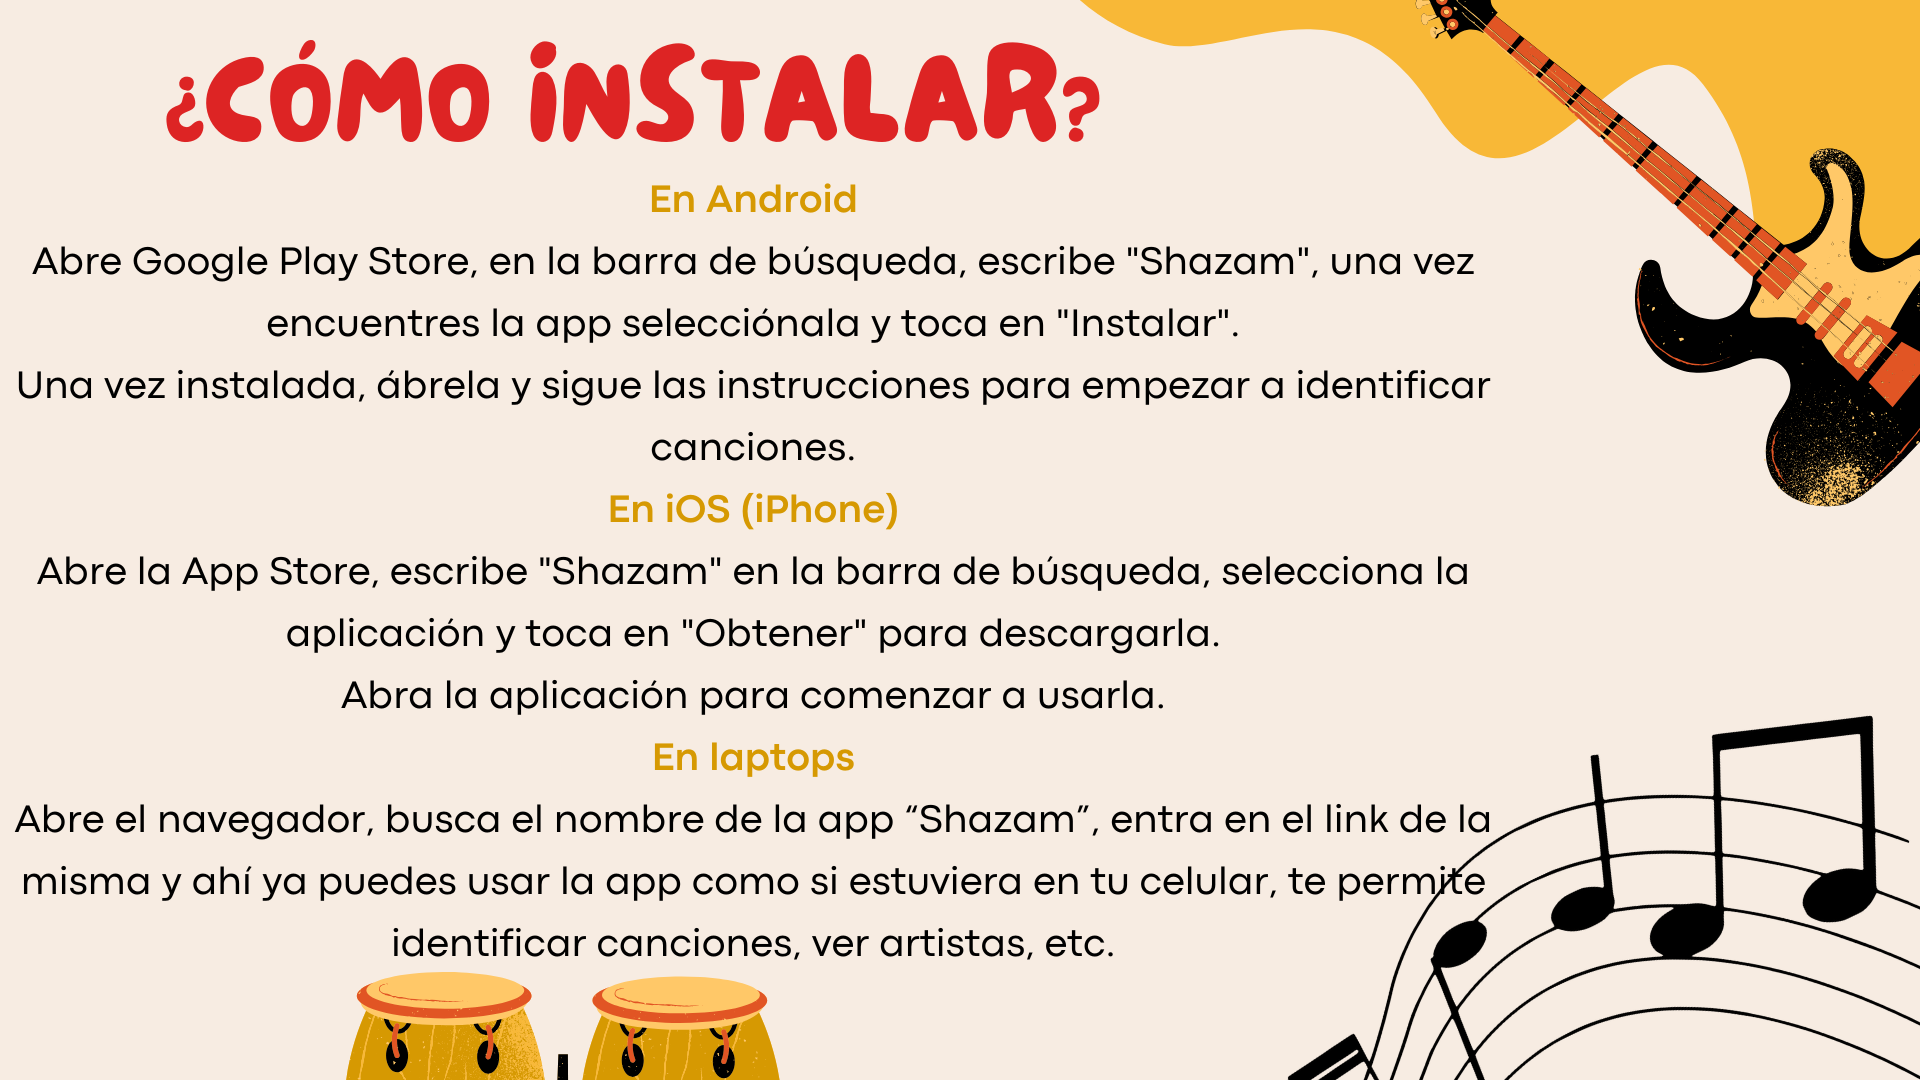 ¿CÓMO INSTALAR?
En Android
Abre Google Play Store, en la barra de búsqueda, escribe "Shazam", una vez
encuentres la app selecciónala y toca en "Instalar".
Una vez instalada, ábrela y sigue las instrucciones para empezar a identificar
canciones.
En iOS (iPhone)
Abre la App Store, escribe "Shazam" en la barra de búsqueda, selecciona la
aplicación y toca en "Obtener" para descargarla.
Abra la aplicación para comenzar a usarla.
En laptops
Abre el navegador, busca el nombre de la app “Shazam”, entra en el link de la
misma y ahí ya puedes usar la app como si estuviera en tu celular, te permite
identificar canciones, ver artistas, etc.